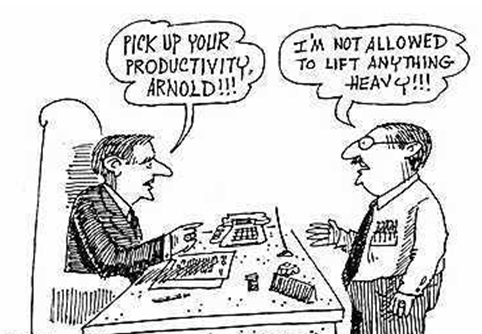 PICK UP YOUR
PRODUCTIVITY,
ARNOLD!!!
I'M NOT ALLOWED
TO LIFT ANYTHING
HEAVY!!!